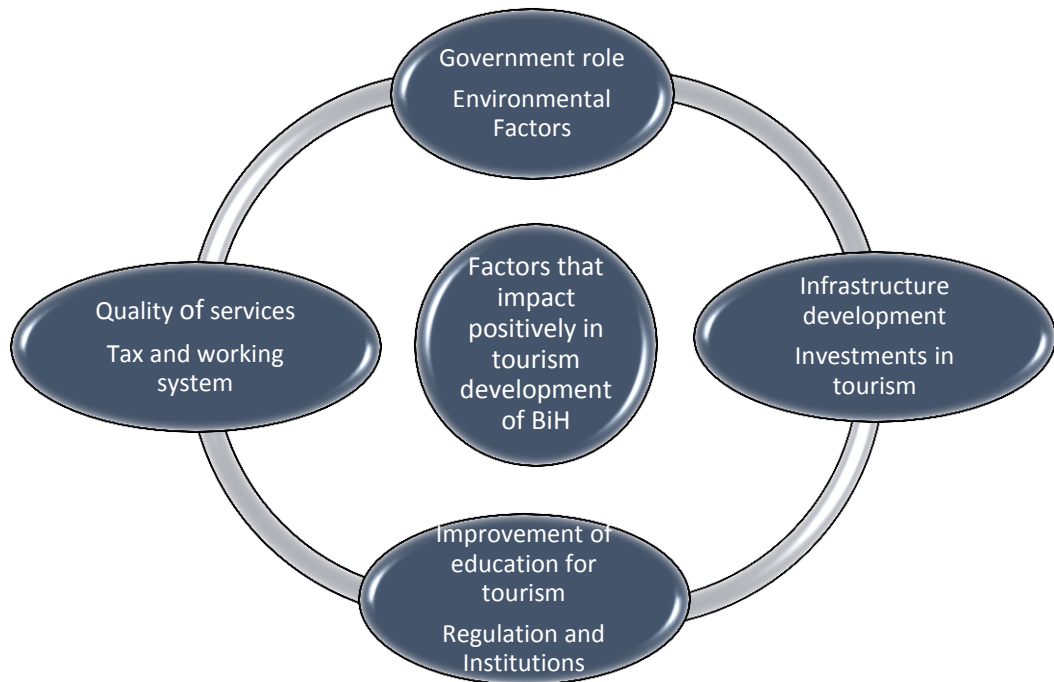 Government role
Environmental
Factors
Factors that
impact
positively in
tourism
development
of BiH
Quality of services
Tax and working
system
Infrastructure
development
Investments in
tourism
Improvement of
education for
tourism
Regulation and
Institutions